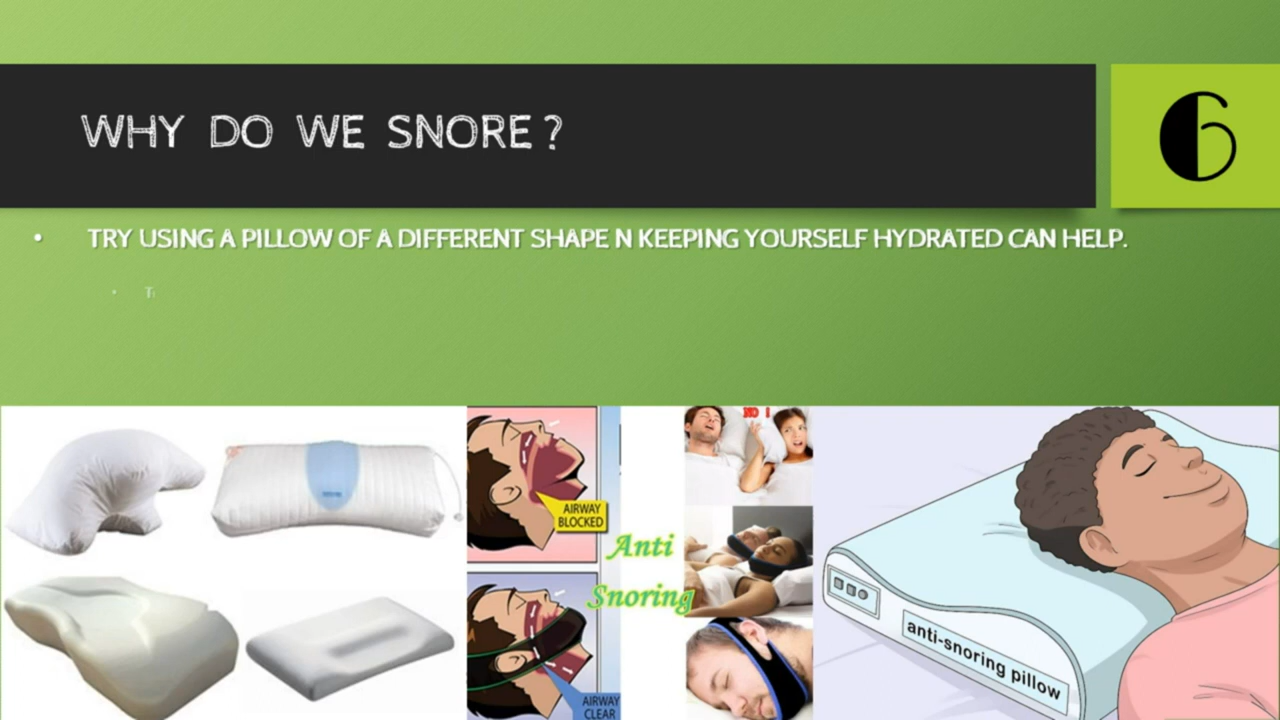 WHY DO WE SNORE ?
6
• TRY USING A PILLOW OF A DIFFERENT SHAPE N KEEPING YOURSELF HYDRATED CAN HELP.
NO !
AIRWAY
BLOCKED
Anti
Snoring
AIRWAY
CLEAR
anti-snoring pillow